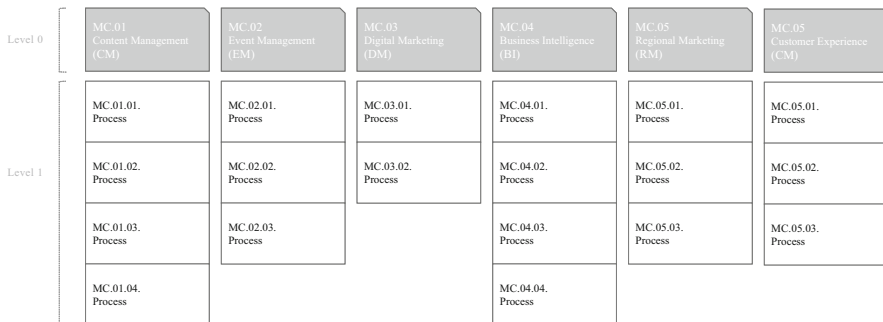 Level 0
MC.01
Content Management
(CM)
MC.02
Event Management
(EM)
MC.03
Digital Marketing
(DM)
MC.04
Business Intelligence
(BI)
MC.05
Regional Marketing
(RM)
MC.05
Customer Experience
(CM)
Level 1
MC.01.01.
Process
MC.02.01.
Process
MC.03.01.
Process
MC.04.01.
Process
MC.05.01.
Process
MC.05.01.
Process
MC.01.02.
Process
MC.02.02.
Process
MC.03.02.
Process
MC.04.02.
Process
MC.05.02.
Process
MC.05.02.
Process
MC.01.03.
Process
MC.02.03.
Process
MC.04.03.
Process
MC.05.03.
Process
MC.05.03.
Process
MC.01.04.
Process
MC.04.04.
Process